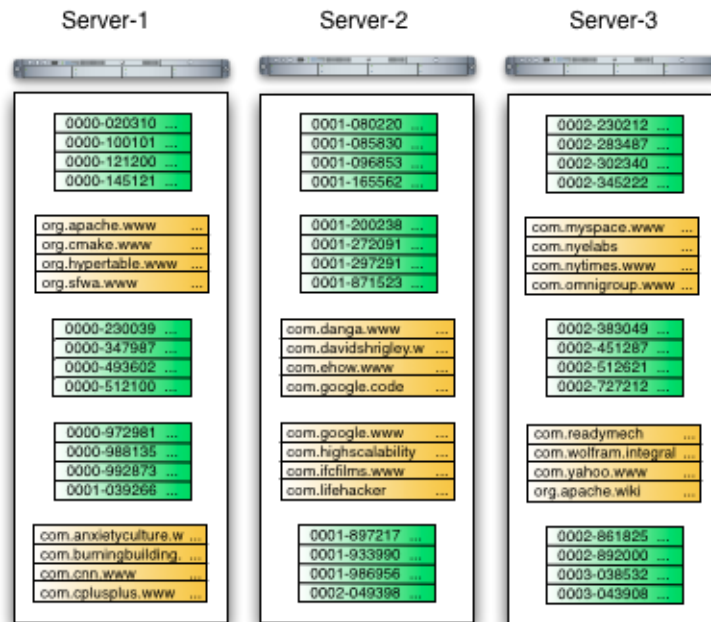 Server-1
Server-2
Server-3
0000-020310 ...
0000-100101 ...
0000-121200 ...
0000-145121 ...
org.apache.www ...
org.cmake.www ...
org.hypertable.www ...
org.sfwa.www ...
0000-230039 ...
0000-347987 ...
0000-493602 ...
0000-512100 ...
0000-972981 ...
0000-988135 ...
0000-992873 ...
0001-039266 ...
com.anxietyculture.w ...
com.burningbuilding. ...
com.cnn.www ...
com.cplusplus.www ...
0001-080220 ...
0001-085830 ...
0001-096853 ...
0001-165562 ...
0001-200238 ...
0001-272091 ...
0001-297291 ...
0001-871523 ...
com.danga.www ...
com.davidshrigley.w ...
com.ehow.www ...
com.google.code ...
com.google.www ...
com.highscalability ...
com.ifcfilms.www ...
com.lifehacker ...
0001-897217 ...
0001-933990 ...
0001-986956 ...
0002-049398 ...
0002-230212 ...
0002-283487 ...
0002-302340 ...
0002-345222 ...
com.myspace.www ...
com.nyelabs ...
com.nytimes.www ...
com.omnigroup.www ...
0002-383049 ...
0002-451287 ...
0002-512621 ...
0002-727212 ...
com.readymech ...
com.wolfram.integral ...
com.yahoo.www ...
org.apache.wiki ...
0002-861825 ...
0002-892000 ...
0003-038532 ...
0003-043908 ...